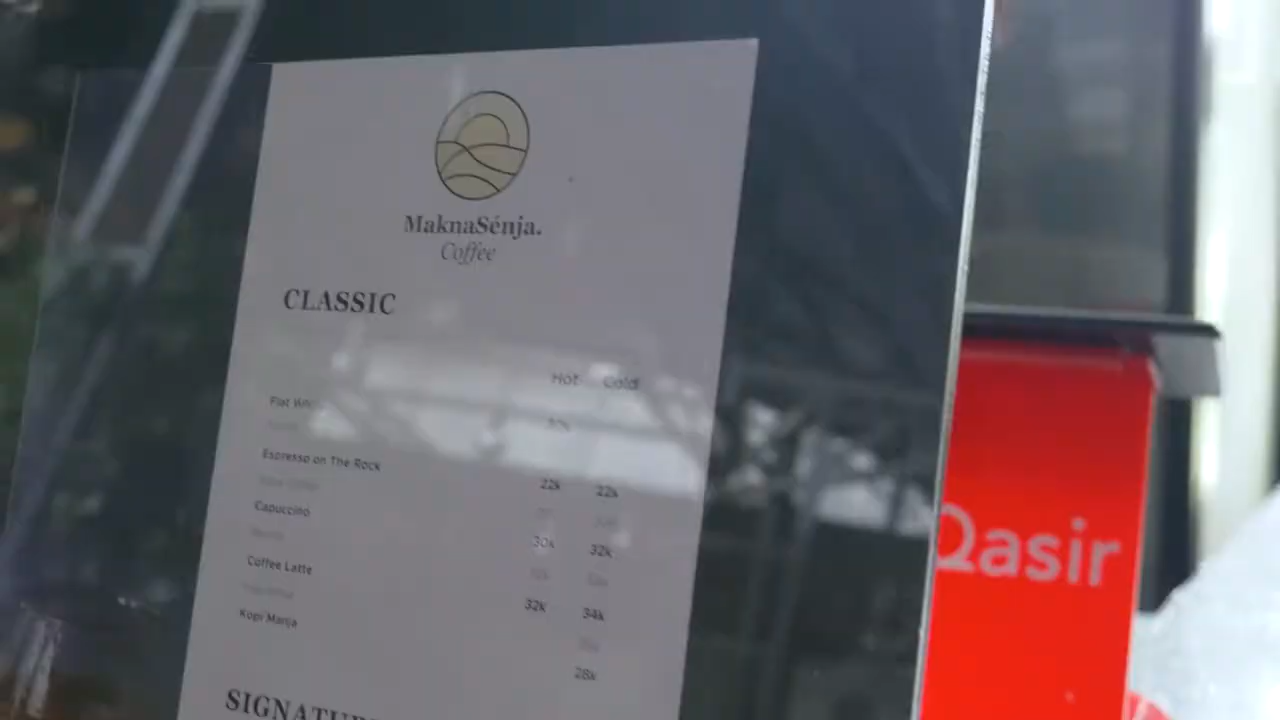 MaknaSénja.
Coffee
CLASSIC
Hot Cold
Flat
Espresso on The Rock 22k 22k
Capuccino 30k 32k
Coffee Latte 32k 34k
Kopi Manja 28k
SIGNATURE
Qasir